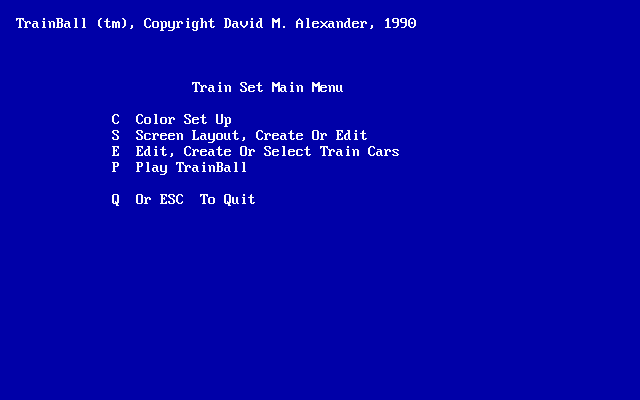 TrainBall (tm), Copyright David M. Alexander, 1990
Train Set Main Menu
C  Color Set Up
S  Screen Layout, Create Or Edit
E  Edit, Create Or Select Train Cars
P  Play TrainBall
Q  Or ESC  To Quit